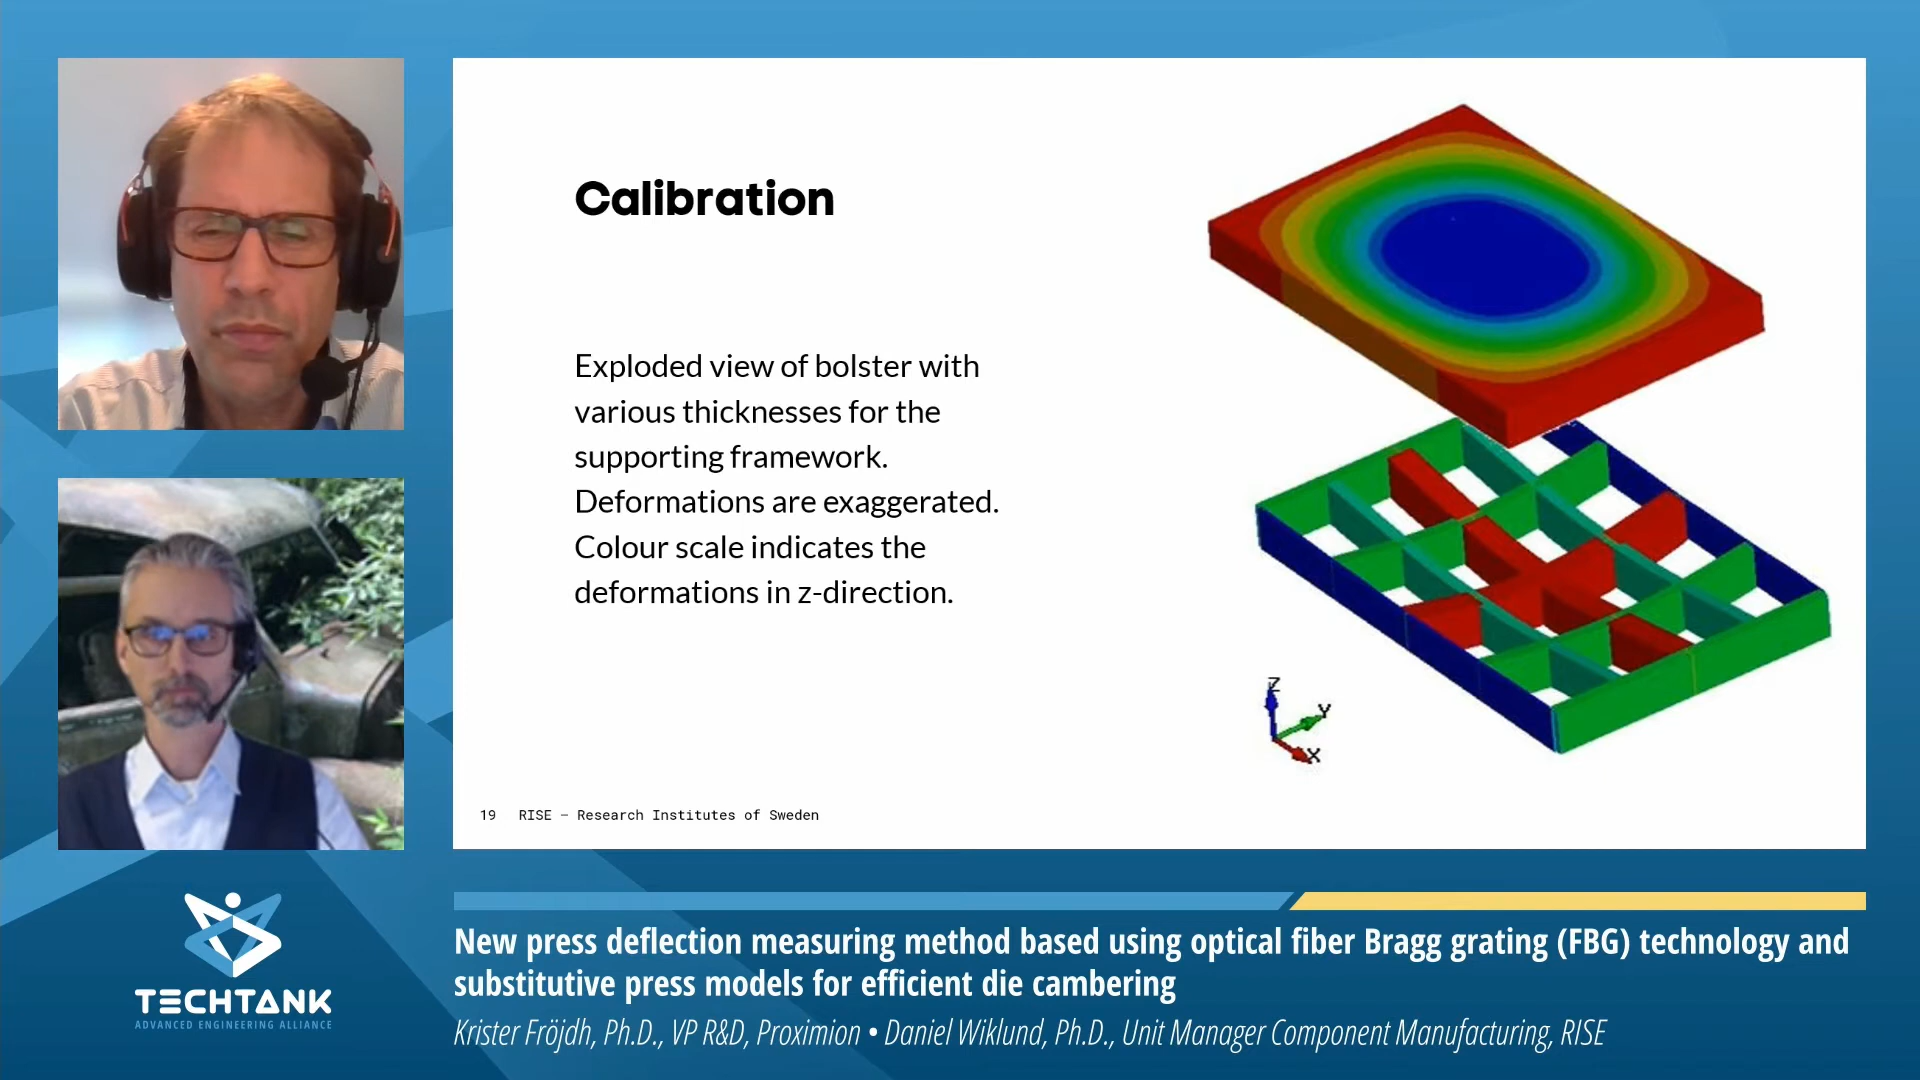 Calibration
Exploded view of bolster with
various thicknesses for the
supporting framework.
Deformations are exaggerated.
Colour scale indicates the
deformations in z-direction.
Z
Y
X
19 RISE — Research Institutes of Sweden
TECHTANK
ADVANCED ENGINEERING ALLIANCE
New press deflection measuring method based using optical fiber Bragg grating (FBG) technology and
substitutive press models for efficient die cambering
Krister Fröjdh, Ph.D., VP R&D, Proximion • Daniel Wiklund, Ph.D., Unit Manager Component Manufacturing, RISE